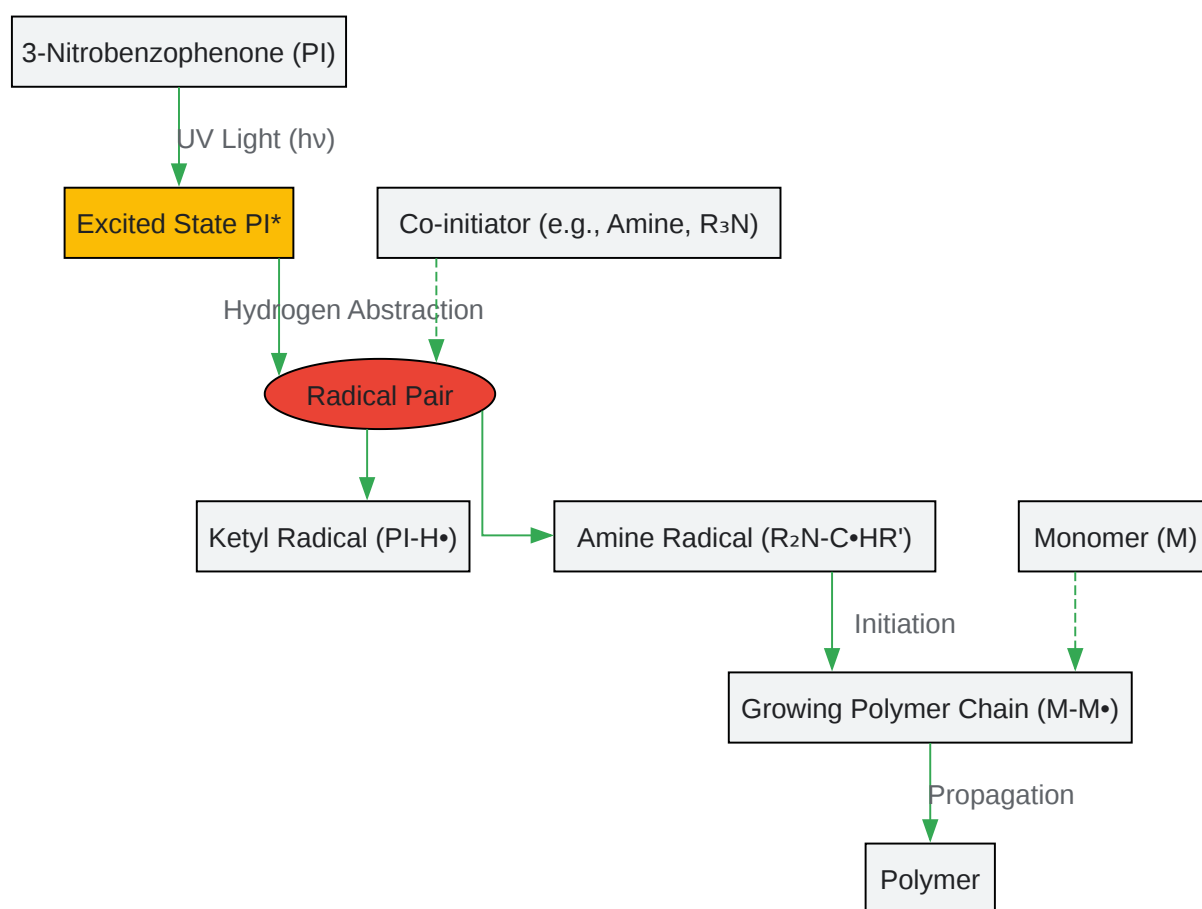 3-Nitrobenzophenone (PI)
UV Light (hν)
Excited State PI*
Co-initiator (e.g., Amine, R₃N)
Hydrogen Abstraction
Radical Pair
Ketyl Radical (PI-H•)
Amine Radical (R₂N-C•HR')
Monomer (M)
Initiation
Growing Polymer Chain (M-M•)
Propagation
Polymer